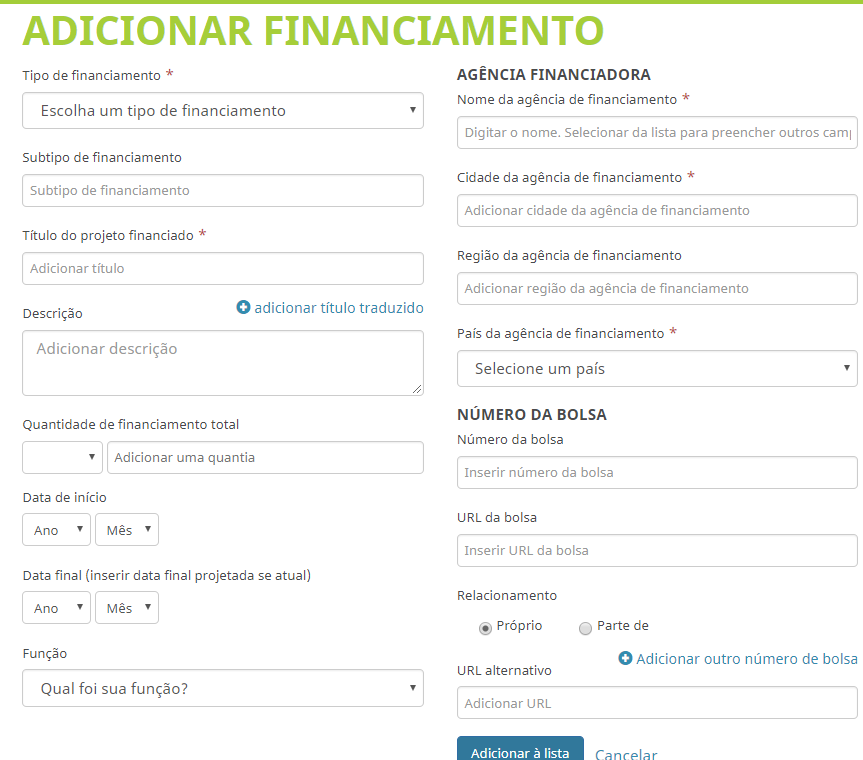 ADICIONAR FINANCIAMENTO
Tipo de financiamento *
Escolha um tipo de financiamento
Subtipo de financiamento
Subtipo de financiamento
Título do projeto financiado *
Adicionar título
adicionar título traduzido
Descrição
Adicionar descrição
Quantidade de financiamento total
Adicionar uma quantia
Data de início
Ano Mês
Data final (inserir data final projetada se atual)
Ano Mês
Função
Qual foi sua função?
AGÊNCIA FINANCIADORA
Nome da agência de financiamento *
Digitar o nome. Selecionar da lista para preencher outros camp
Cidade da agência de financiamento *
Adicionar cidade da agência de financiamento
Região da agência de financiamento
Adicionar região da agência de financiamento
País da agência de financiamento *
Selecione um país
NÚMERO DA BOLSA
Número da bolsa
Inserir número da bolsa
URL da bolsa
Inserir URL da bolsa
Relacionamento
Próprio Parte de
Adicionar outro número de bolsa
URL alternativo
Adicionar URL
Adicionar à lista Cancelar